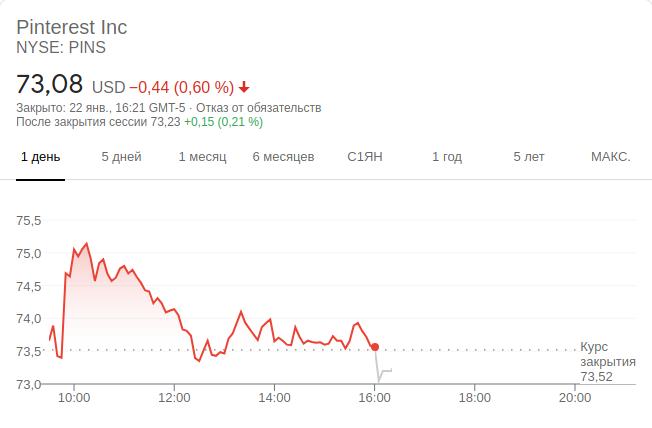 Pinterest Inc
NYSE: PINS
73,08 USD −0,44 (0,60 %)
Закрыто: 22 янв., 16:21 GMT-5 · Отказ от обязательств
После закрытия сессии 73,23 +0,15 (0,21 %)
1 день 5 дней 1 месяц 6 месяцев С1ЯН 1 год 5 лет МАКС.
75,5
75,0
74,5
74,0
73,5
73,0
Курс
закрытия
73,52
10:00 12:00 14:00 16:00 18:00 20:00